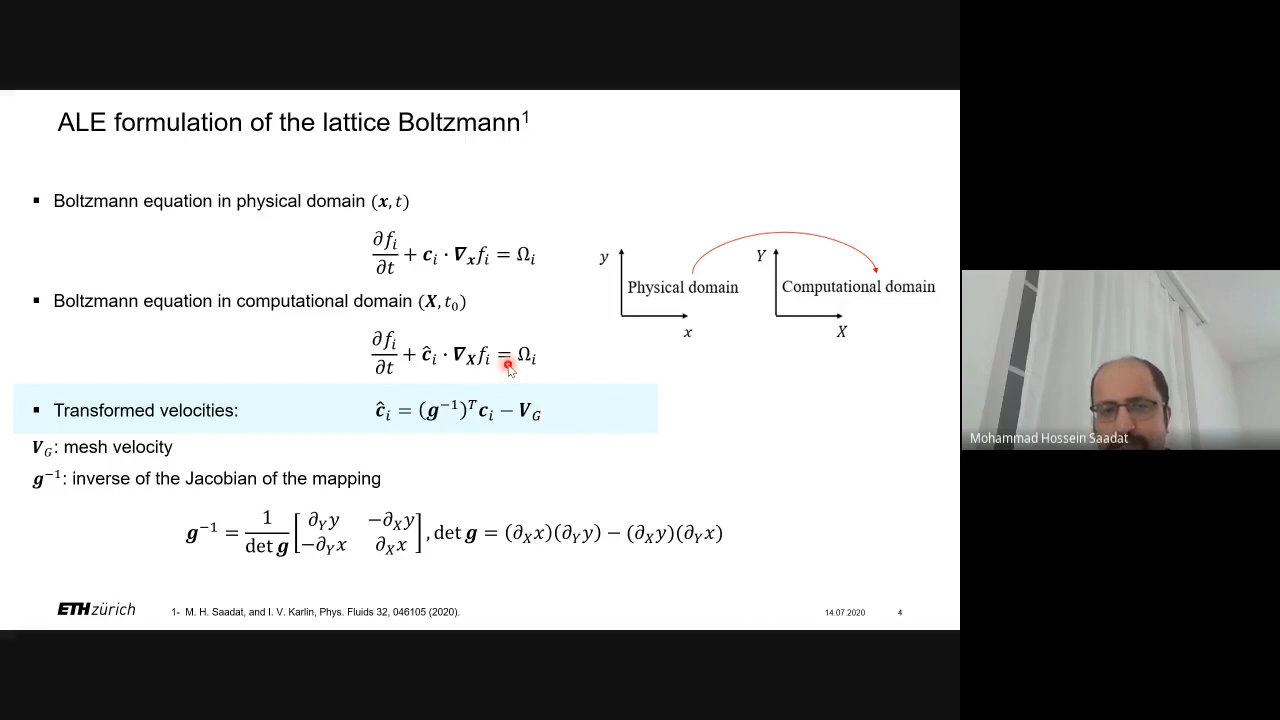 ALE formulation of the lattice Boltzmann¹
▪ Boltzmann equation in physical domain (𝒙, t)
∂fᵢ/∂t + 𝒄ᵢ · 𝛁ₓfᵢ = Ωᵢ
▪ Boltzmann equation in computational domain (𝑿, t₀)
∂fᵢ/∂t + 𝒄̂ᵢ · 𝛁_𝑿 fᵢ = Ωᵢ
y
Physical domain
x
Y
Computational domain
X
▪ Transformed velocities: 𝒄̂ᵢ = (𝒈⁻¹)ᵀ𝒄ᵢ − 𝑽_G
𝑽_G: mesh velocity
𝒈⁻¹: inverse of the Jacobian of the mapping
𝒈⁻¹ = 1/det 𝒈 [∂_Y y −∂_X y; −∂_Y x ∂_X x], det 𝒈 = (∂_X x)(∂_Y y) − (∂_X y)(∂_Y x)
ETH zürich
1- M. H. Saadat, and I. V. Karlin, Phys. Fluids 32, 046105 (2020).
14.07.2020 4
Mohammad Hossein Saadat